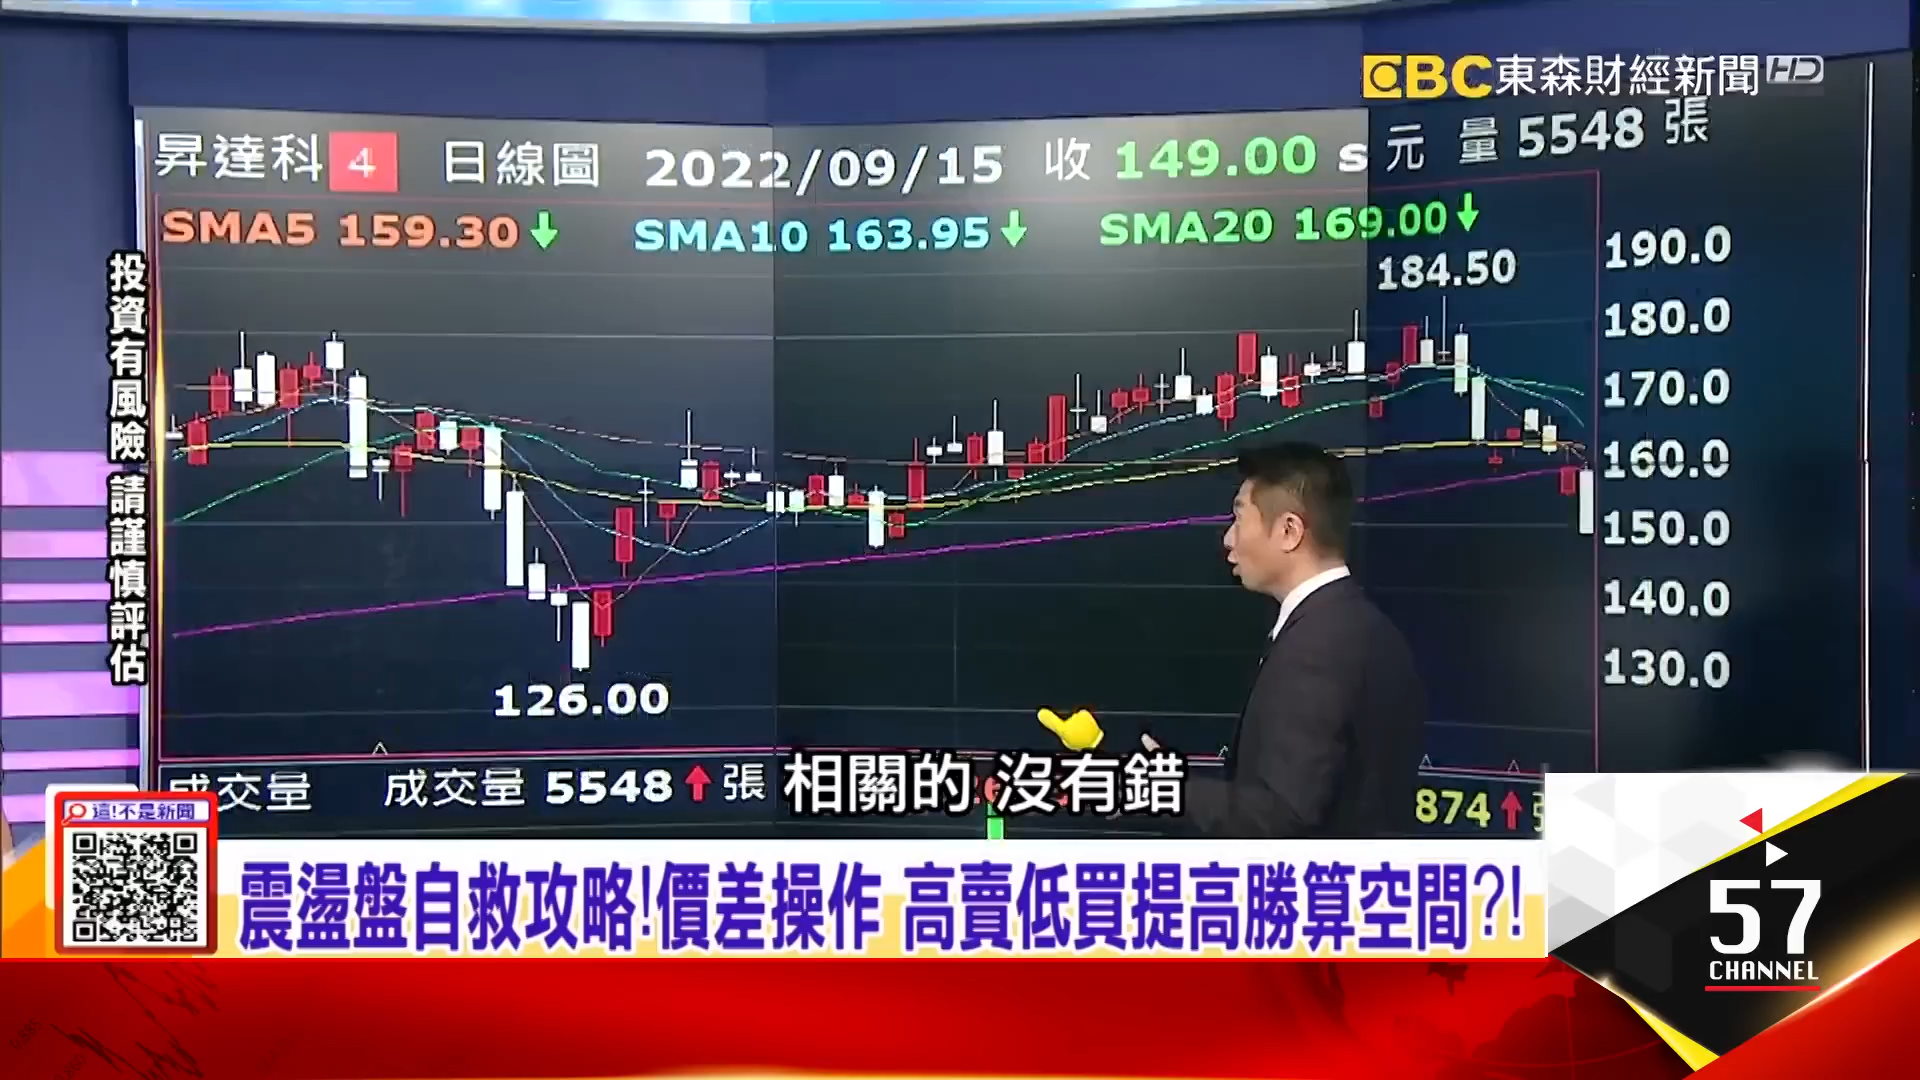 EBC東森財經新聞HD
昇達科 4 日線圖 2022/09/15 收 149.00 s 元 量 5548 張
SMA5 159.30↓ SMA10 163.95↓ SMA20 169.00↓
184.50
190.0
180.0
170.0
160.0
150.0
140.0
130.0
126.00
投資有風險 請謹慎評估
成交量 成交量 5548↑張
874↑
相關的 沒有錯
這!不是新聞
震盪盤自救攻略!價差操作 高賣低買提高勝算空間?!
57
CHANNEL